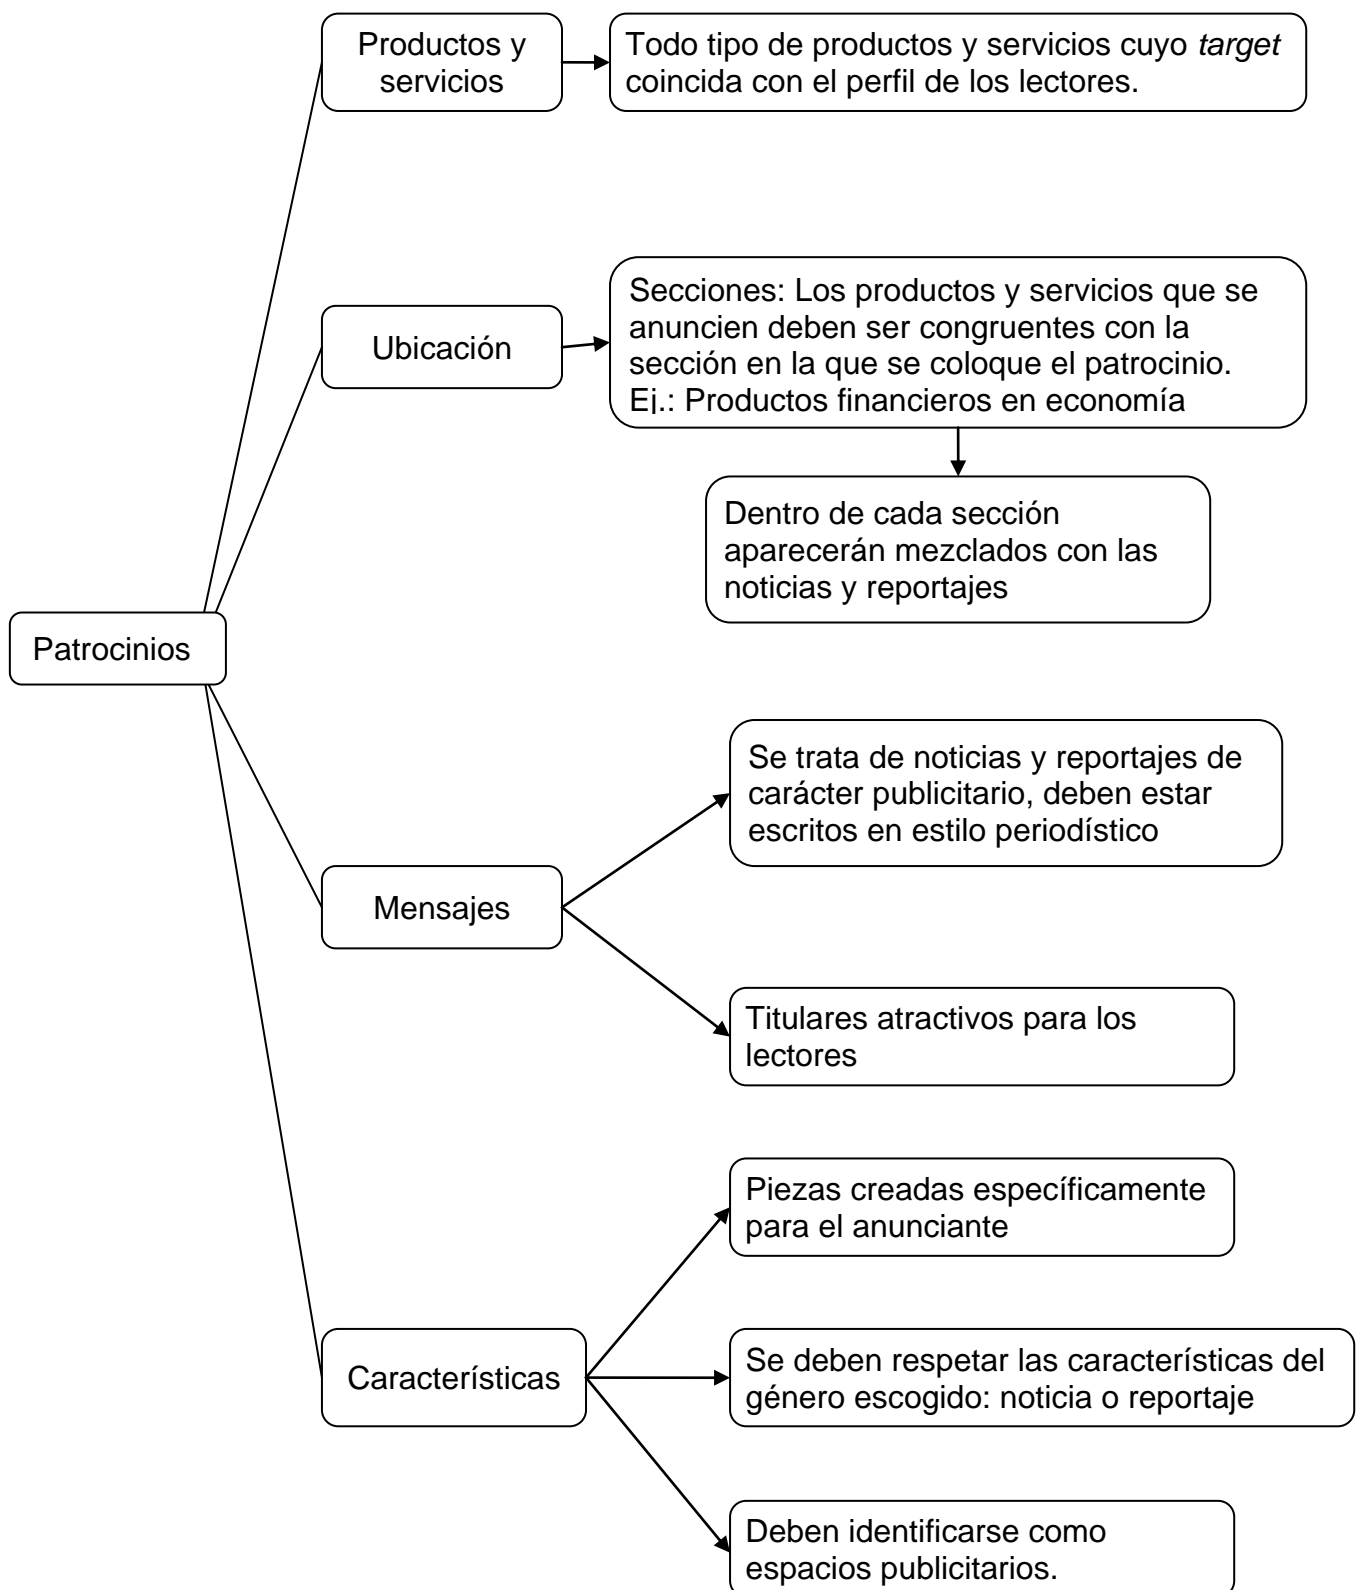 Productos y
servicios
Todo tipo de productos y servicios cuyo target
coincida con el perfil de los lectores.
Ubicación
Secciones: Los productos y servicios que se
anuncien deben ser congruentes con la
sección en la que se coloque el patrocinio.
Ej.: Productos financieros en economía
Dentro de cada sección
aparecerán mezclados con las
noticias y reportajes
Patrocinios
Se trata de noticias y reportajes de
carácter publicitario, deben estar
escritos en estilo periodístico
Mensajes
Titulares atractivos para los
lectores
Piezas creadas específicamente
para el anunciante
Características
Se deben respetar las características del
género escogido: noticia o reportaje
Deben identificarse como
espacios publicitarios.